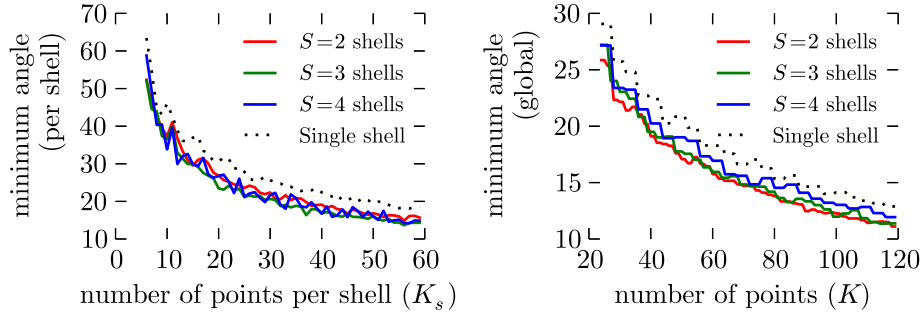 70
60
50
40
30
20
10
0 10 20 30 40 50 60
minimum angle
(per shell)
number of points per shell (K_s)
S=2 shells
S=3 shells
S=4 shells
Single shell
30
25
20
15
10
20 40 60 80 100 120
minimum angle
(global)
number of points (K)
S=2 shells
S=3 shells
S=4 shells
Single shell